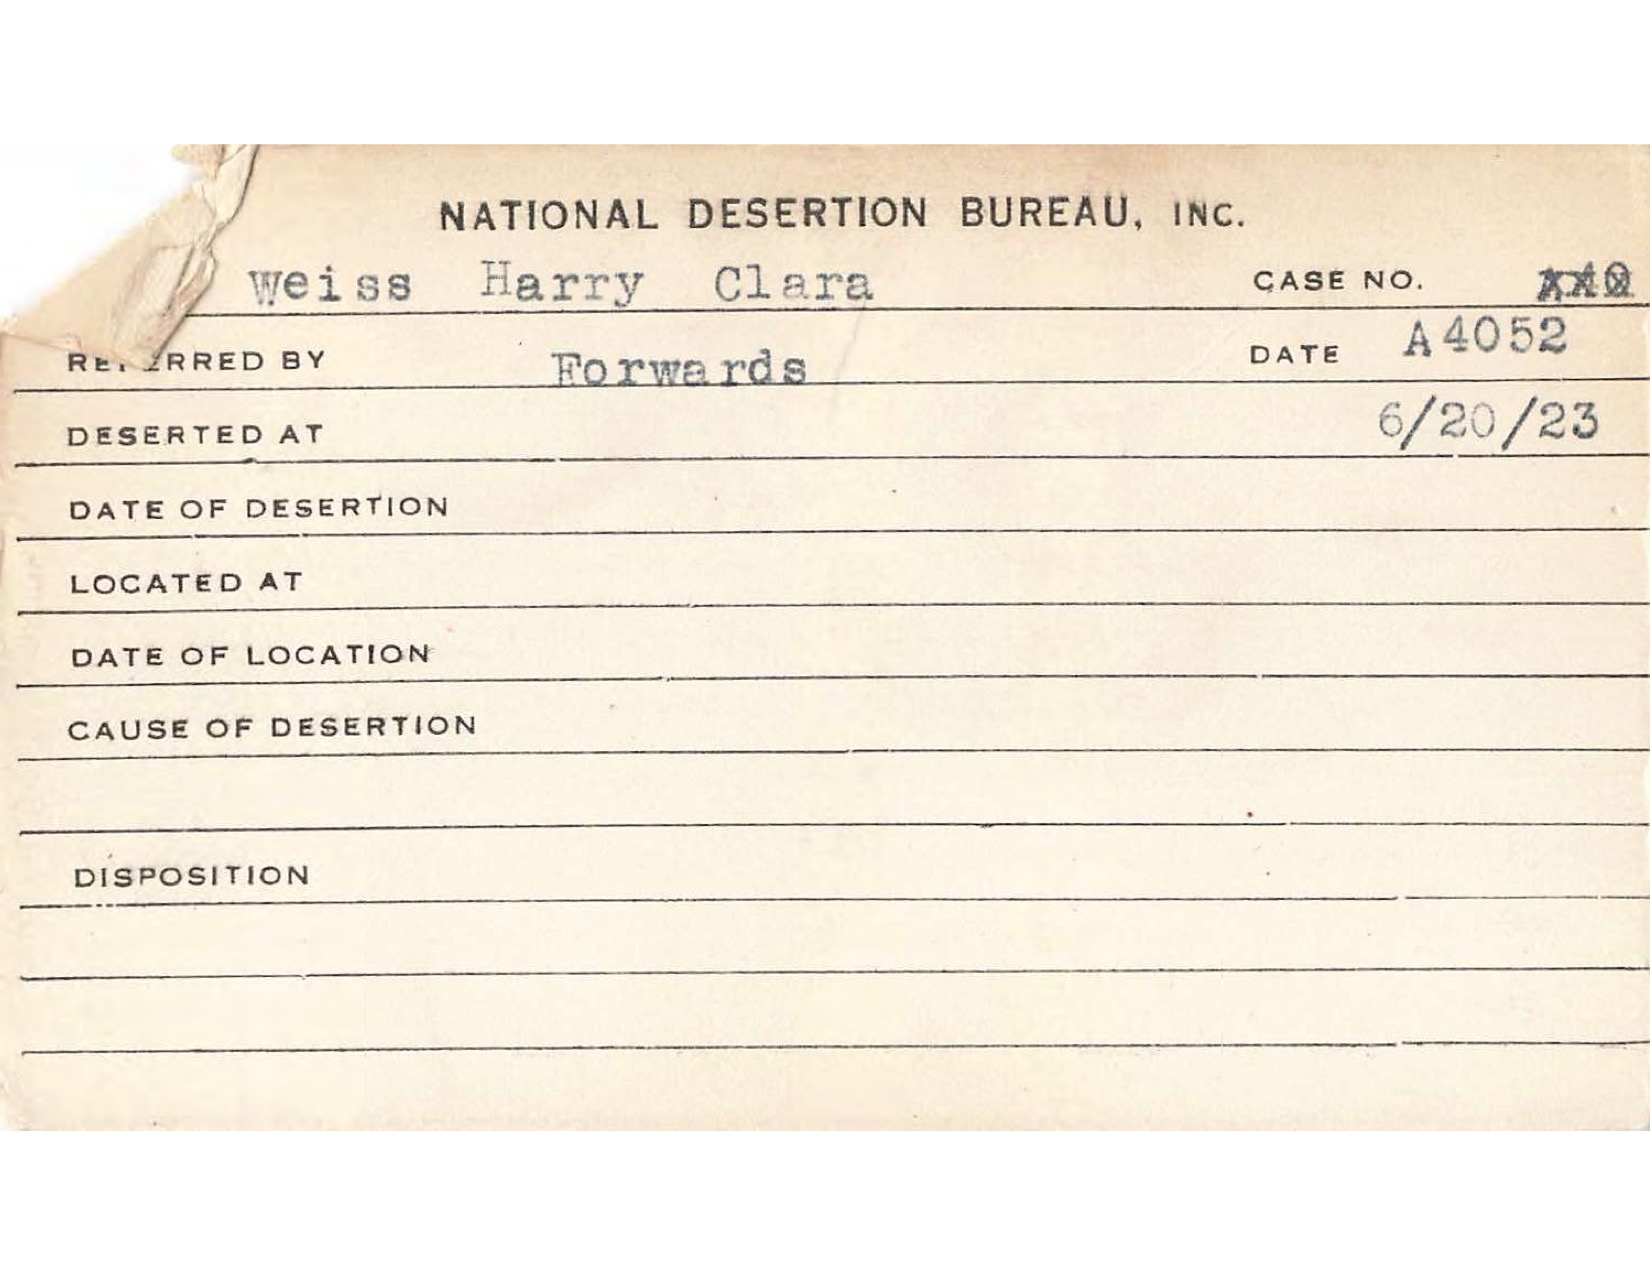 NATIONAL DESERTION BUREAU, INC.
Weiss Harry Clara CASE NO.
REFERRED BY Forwards DATE A4052
DESERTED AT 6/20/23
DATE OF DESERTION
LOCATED AT
DATE OF LOCATION
CAUSE OF DESERTION
DISPOSITION